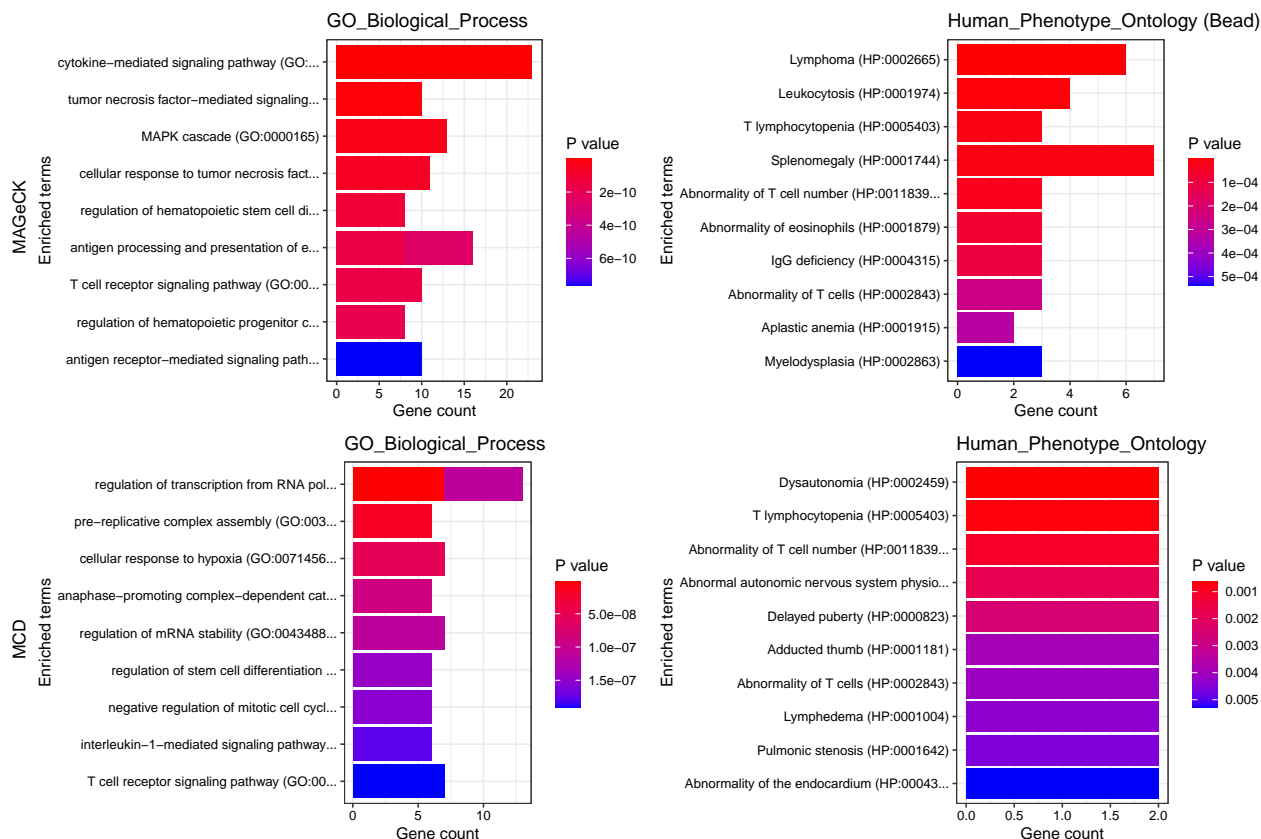 GO_Biological_Process
MAGeCK
Enriched terms
cytokine−mediated signaling pathway (GO:...
tumor necrosis factor−mediated signaling...
MAPK cascade (GO:0000165)
cellular response to tumor necrosis fact...
regulation of hematopoietic stem cell di...
antigen processing and presentation of e...
T cell receptor signaling pathway (GO:00...
regulation of hematopoietic progenitor c...
antigen receptor−mediated signaling path...
0 5 10 15 20
Gene count
P value
2e−10
4e−10
6e−10
Human_Phenotype_Ontology (Bead)
Enriched terms
Lymphoma (HP:0002665)
Leukocytosis (HP:0001974)
T lymphocytopenia (HP:0005403)
Splenomegaly (HP:0001744)
Abnormality of T cell number (HP:0011839...
Abnormality of eosinophils (HP:0001879)
IgG deficiency (HP:0004315)
Abnormality of T cells (HP:0002843)
Aplastic anemia (HP:0001915)
Myelodysplasia (HP:0002863)
0 2 4 6
Gene count
P value
1e−04
2e−04
3e−04
4e−04
5e−04
GO_Biological_Process
MCD
Enriched terms
regulation of transcription from RNA pol...
pre−replicative complex assembly (GO:003...
cellular response to hypoxia (GO:0071456...
anaphase−promoting complex−dependent cat...
regulation of mRNA stability (GO:0043488...
regulation of stem cell differentiation ...
negative regulation of mitotic cell cycl...
interleukin−1−mediated signaling pathway...
T cell receptor signaling pathway (GO:00...
0 5 10
Gene count
P value
5.0e−08
1.0e−07
1.5e−07
Human_Phenotype_Ontology
Enriched terms
Dysautonomia (HP:0002459)
T lymphocytopenia (HP:0005403)
Abnormality of T cell number (HP:0011839...
Abnormal autonomic nervous system physio...
Delayed puberty (HP:0000823)
Adducted thumb (HP:0001181)
Abnormality of T cells (HP:0002843)
Lymphedema (HP:0001004)
Pulmonic stenosis (HP:0001642)
Abnormality of the endocardium (HP:00043...
0.0 0.5 1.0 1.5 2.0
Gene count
P value
0.001
0.002
0.003
0.004
0.005